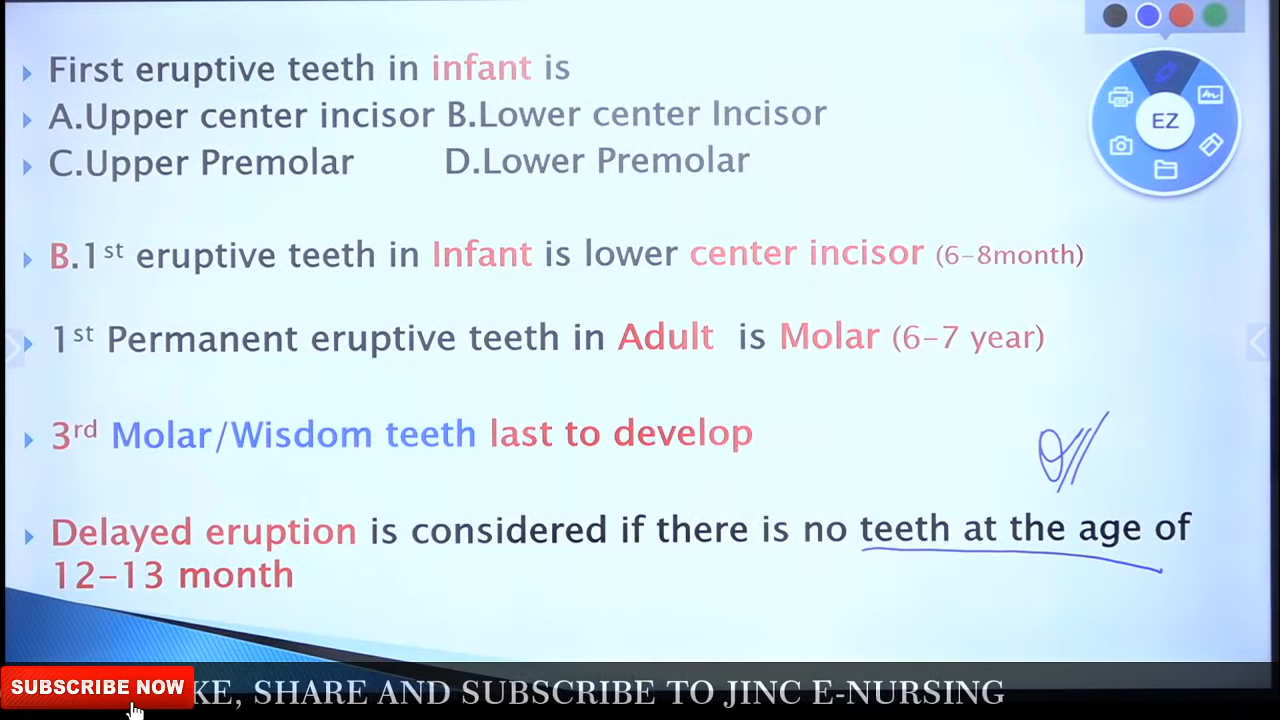 First eruptive teeth in infant is
A.Upper center incisor B.Lower center Incisor
C.Upper Premolar D.Lower Premolar
B.1st eruptive teeth in Infant is lower center incisor (6–8month)
1st Permanent eruptive teeth in Adult is Molar (6–7 year)
3rd Molar/Wisdom teeth last to develop
Delayed eruption is considered if there is no teeth at the age of
12–13 month
EZ
SUBSCRIBE NOW
KE, SHARE AND SUBSCRIBE TO JINC E-NURSING